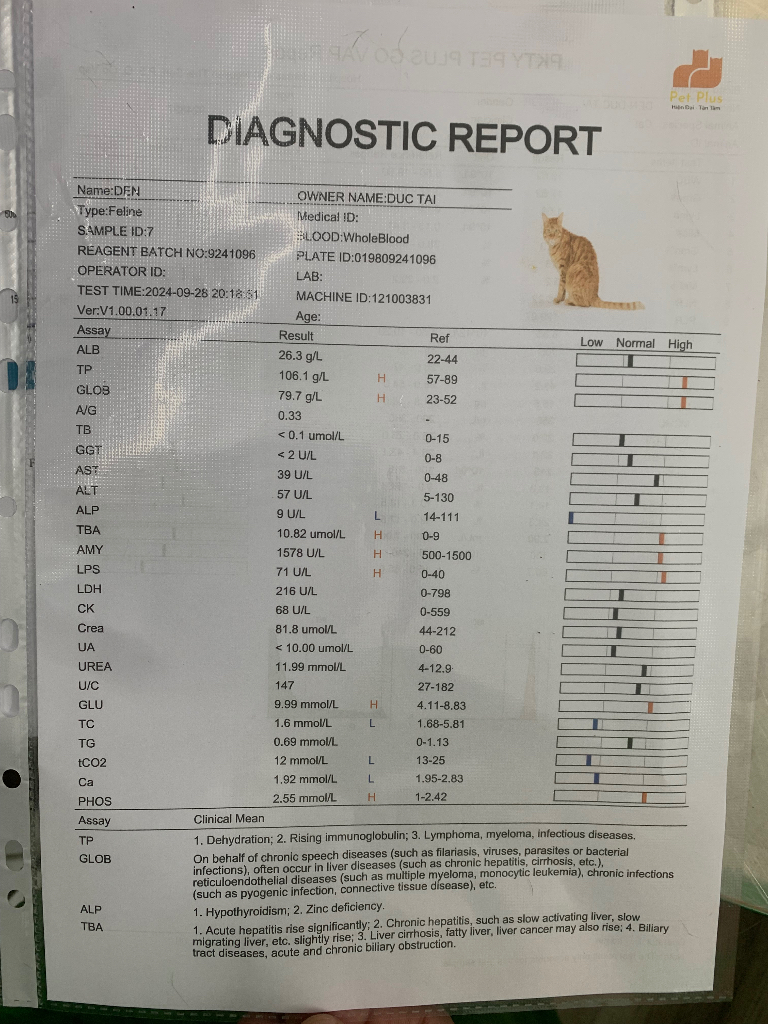 Pet Plus
DIAGNOSTIC REPORT
Name:DEN OWNER NAME:DUC TAI
Type:Feline Medical ID:
SAMPLE ID:7 BLOOD:WholeBlood
REAGENT BATCH NO:9241096 PLATE ID:019809241096
OPERATOR ID: LAB:
TEST TIME:2024-09-28 20:18:51 MACHINE ID:121003831
Ver:V1.00.01.17 Age:
Assay Result Ref Low Normal High
ALB 26.3 g/L 22-44
TP 106.1 g/L H 57-89
GLOB 79.7 g/L H 23-52
A/G 0.33 -
TB < 0.1 umol/L 0-15
GGT < 2 U/L 0-8
AST 39 U/L 0-48
ALT 57 U/L 5-130
ALP 9 U/L L 14-111
TBA 10.82 umol/L H 0-9
AMY 1578 U/L H 500-1500
LPS 71 U/L H 0-40
LDH 216 U/L 0-798
CK 68 U/L 0-559
Crea 81.8 umol/L 44-212
UA < 10.00 umol/L 0-60
UREA 11.99 mmol/L 4-12.9
U/C 147 27-182
GLU 9.99 mmol/L H 4.11-8.83
TC 1.6 mmol/L L 1.68-5.81
TG 0.69 mmol/L 0-1.13
tCO2 12 mmol/L L 13-25
Ca 1.92 mmol/L L 1.95-2.83
PHOS 2.55 mmol/L H 1-2.42
Assay Clinical Mean
TP 1. Dehydration; 2. Rising immunoglobulin; 3. Lymphoma, myeloma, infectious diseases.
GLOB On behalf of chronic speech diseases (such as filariasis, viruses, parasites or bacterial
infections), often occur in liver diseases (such as chronic hepatitis, cirrhosis, etc.),
reticuloendothelial diseases (such as multiple myeloma, monocytic leukemia), chronic infections
(such as pyogenic infection, connective tissue disease), etc.
ALP 1. Hypothyroidism; 2. Zinc deficiency.
TBA 1. Acute hepatitis rise significantly; 2. Chronic hepatitis, such as slow activating liver, slow
migrating liver, etc. slightly rise; 3. Liver cirrhosis, fatty liver, liver cancer may also rise; 4. Biliary
tract diseases, acute and chronic biliary obstruction.